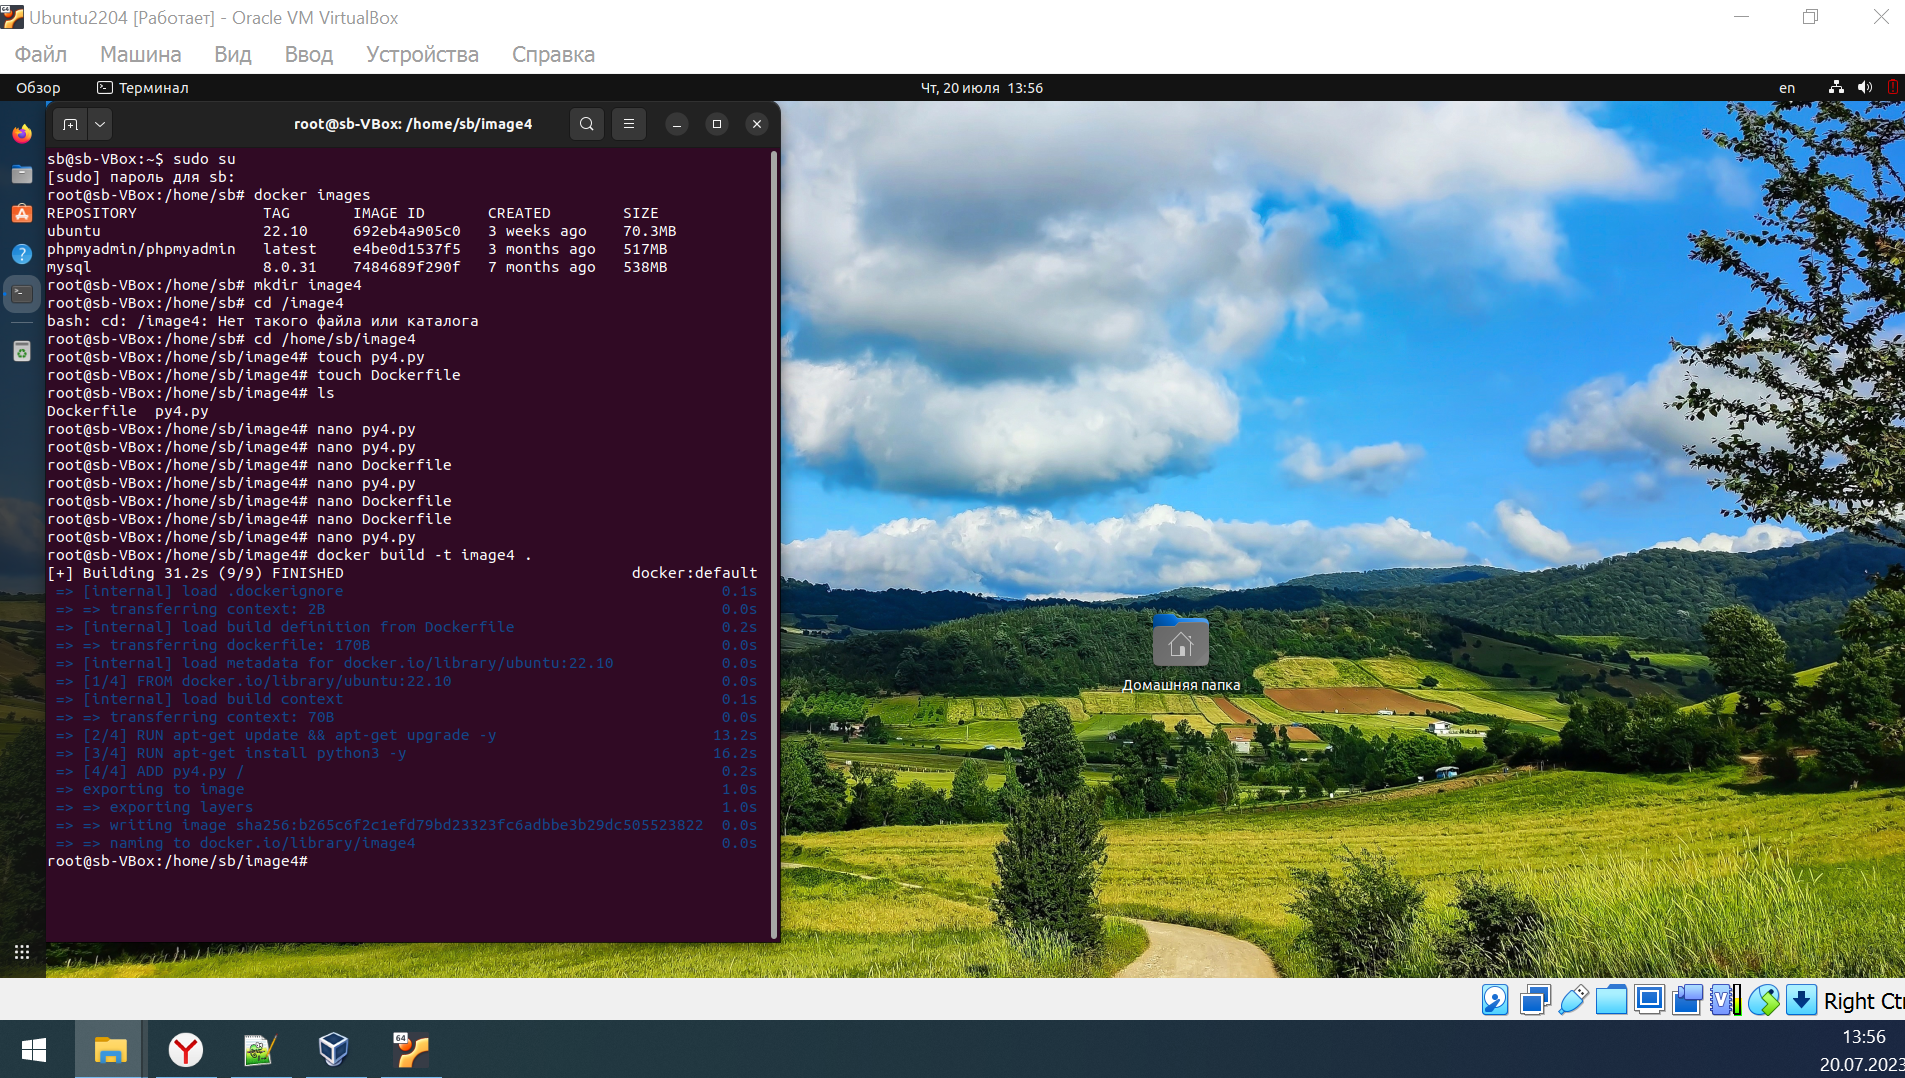 Ubuntu2204 [Работает] - Oracle VM VirtualBox
Файл Машина Вид Ввод Устройства Справка
Обзор Терминал Чт, 20 июля 13:56 en
root@sb-VBox: /home/sb/image4
sb@sb-VBox:~$ sudo su
[sudo] пароль для sb:
root@sb-VBox:/home/sb# docker images
REPOSITORY TAG IMAGE ID CREATED SIZE
ubuntu 22.10 692eb4a905c0 3 weeks ago 70.3MB
phpmyadmin/phpmyadmin latest e4be0d1537f5 3 months ago 517MB
mysql 8.0.31 7484689f290f 7 months ago 538MB
root@sb-VBox:/home/sb# mkdir image4
root@sb-VBox:/home/sb# cd /image4
bash: cd: /image4: Нет такого файла или каталога
root@sb-VBox:/home/sb# cd /home/sb/image4
root@sb-VBox:/home/sb/image4# touch py4.py
root@sb-VBox:/home/sb/image4# touch Dockerfile
root@sb-VBox:/home/sb/image4# ls
Dockerfile py4.py
root@sb-VBox:/home/sb/image4# nano py4.py
root@sb-VBox:/home/sb/image4# nano py4.py
root@sb-VBox:/home/sb/image4# nano Dockerfile
root@sb-VBox:/home/sb/image4# nano py4.py
root@sb-VBox:/home/sb/image4# nano Dockerfile
root@sb-VBox:/home/sb/image4# nano Dockerfile
root@sb-VBox:/home/sb/image4# nano py4.py
root@sb-VBox:/home/sb/image4# docker build -t image4 .
[+] Building 31.2s (9/9) FINISHED docker:default
=> [internal] load .dockerignore 0.1s
=> => transferring context: 2B 0.0s
=> [internal] load build definition from Dockerfile 0.2s
=> => transferring dockerfile: 170B 0.0s
=> [internal] load metadata for docker.io/library/ubuntu:22.10 0.0s
=> [1/4] FROM docker.io/library/ubuntu:22.10 0.0s
=> [internal] load build context 0.1s
=> => transferring context: 70B 0.0s
=> [2/4] RUN apt-get update && apt-get upgrade -y 13.2s
=> [3/4] RUN apt-get install python3 -y 16.2s
=> [4/4] ADD py4.py / 0.2s
=> exporting to image 1.0s
=> => exporting layers 1.0s
=> => writing image sha256:b265c6f2c1efd79bd23323fc6adbbe3b29dc505523822 0.0s
=> => naming to docker.io/library/image4 0.0s
root@sb-VBox:/home/sb/image4#
Домашняя папка
Right Ctr
64
13:56
20.07.2023